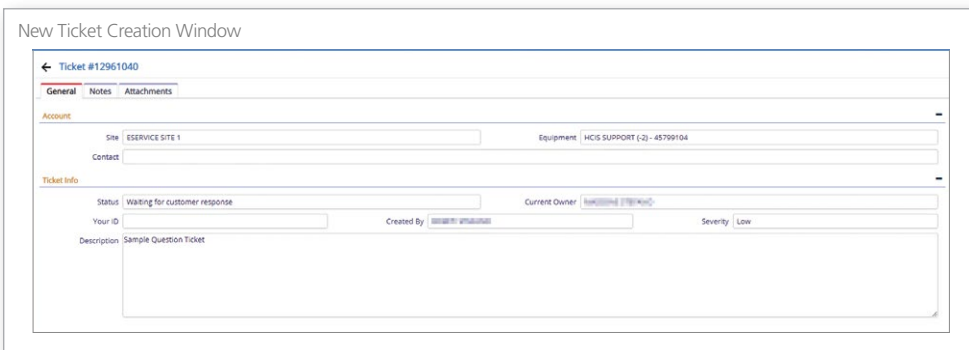 New Ticket Creation Window
← Ticket #12961040
General Notes Attachments
Account
Site ESERVICE SITE 1 Equipment HCIS SUPPORT (-2) - 45799104
Contact
Ticket Info
Status Waiting for customer response Current Owner
Your ID Created By Severity Low
Description Sample Question Ticket